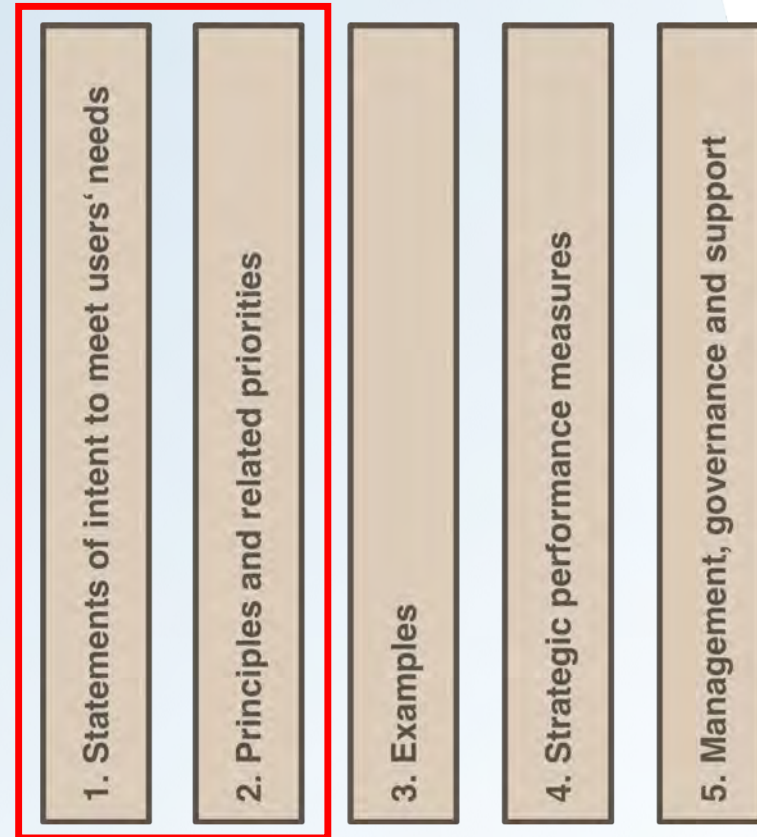 1. Statements of intent to meet users‘ needs
2. Principles and related priorities
3. Examples
4. Strategic performance measures
5. Management, governance and support